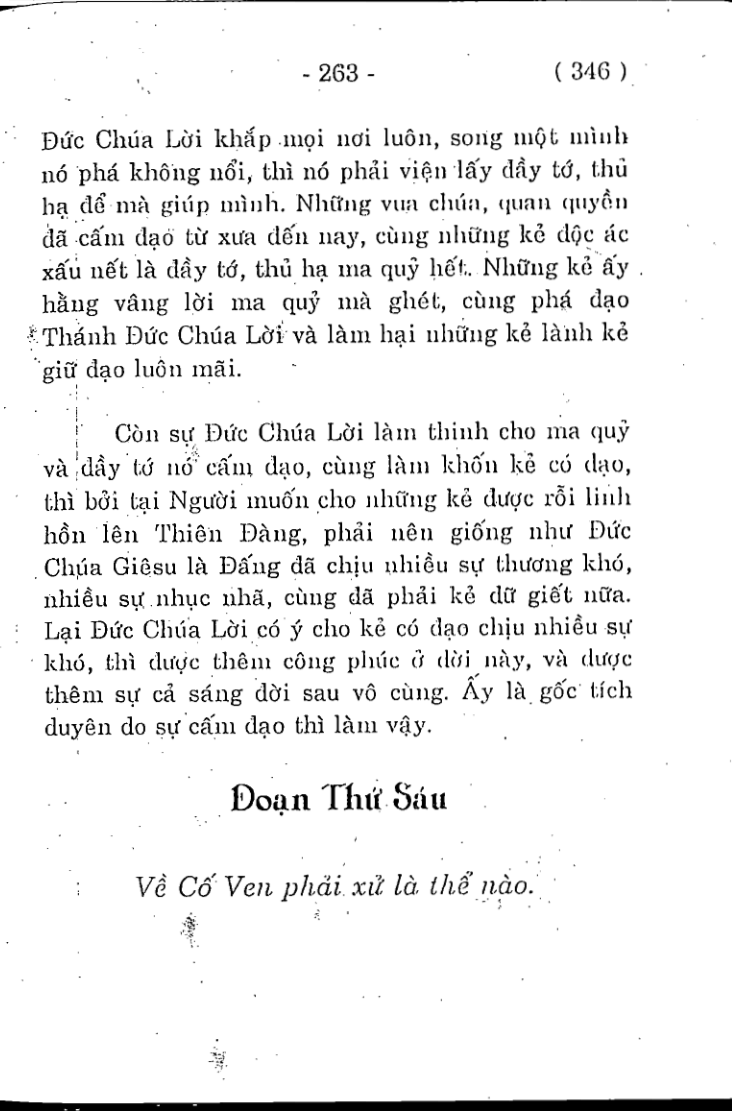 - 263 - ( 346 )
Đức Chúa Lời khắp mọi nơi luôn, song một mình
nó phá không nổi, thì nó phải viện lấy đầy tớ, thủ
hạ để mà giúp mình. Những vua chúa, quan quyền
đã cấm đạo từ xưa đến nay, cùng những kẻ độc ác
xấu nết là đầy tớ, thủ hạ ma quỷ hết. Những kẻ ấy
hằng vâng lời ma quỷ mà ghét, cùng phá đạo
Thánh Đức Chúa Lời và làm hại những kẻ lành kẻ
giữ đạo luôn mãi.
Còn sự Đức Chúa Lời làm thinh cho ma quỷ
và đầy tớ nó cấm đạo, cùng làm khốn kẻ có đạo,
thì bởi tại Người muốn cho những kẻ được rỗi linh
hồn lên Thiên Đàng, phải nên giống như Đức
Chúa Giêsu là Đấng đã chịu nhiều sự thương khó,
nhiều sự nhục nhã, cùng đã phải kẻ dữ giết nữa.
Lại Đức Chúa Lời có ý cho kẻ có đạo chịu nhiều sự
khó, thì được thêm công phúc ở đời này, và được
thêm sự cả sáng đời sau vô cùng. Ấy là gốc tích
duyên do sự cấm đạo thì làm vậy.
Đoạn Thứ Sáu
Về Cố Ven phải xử là thể nào.